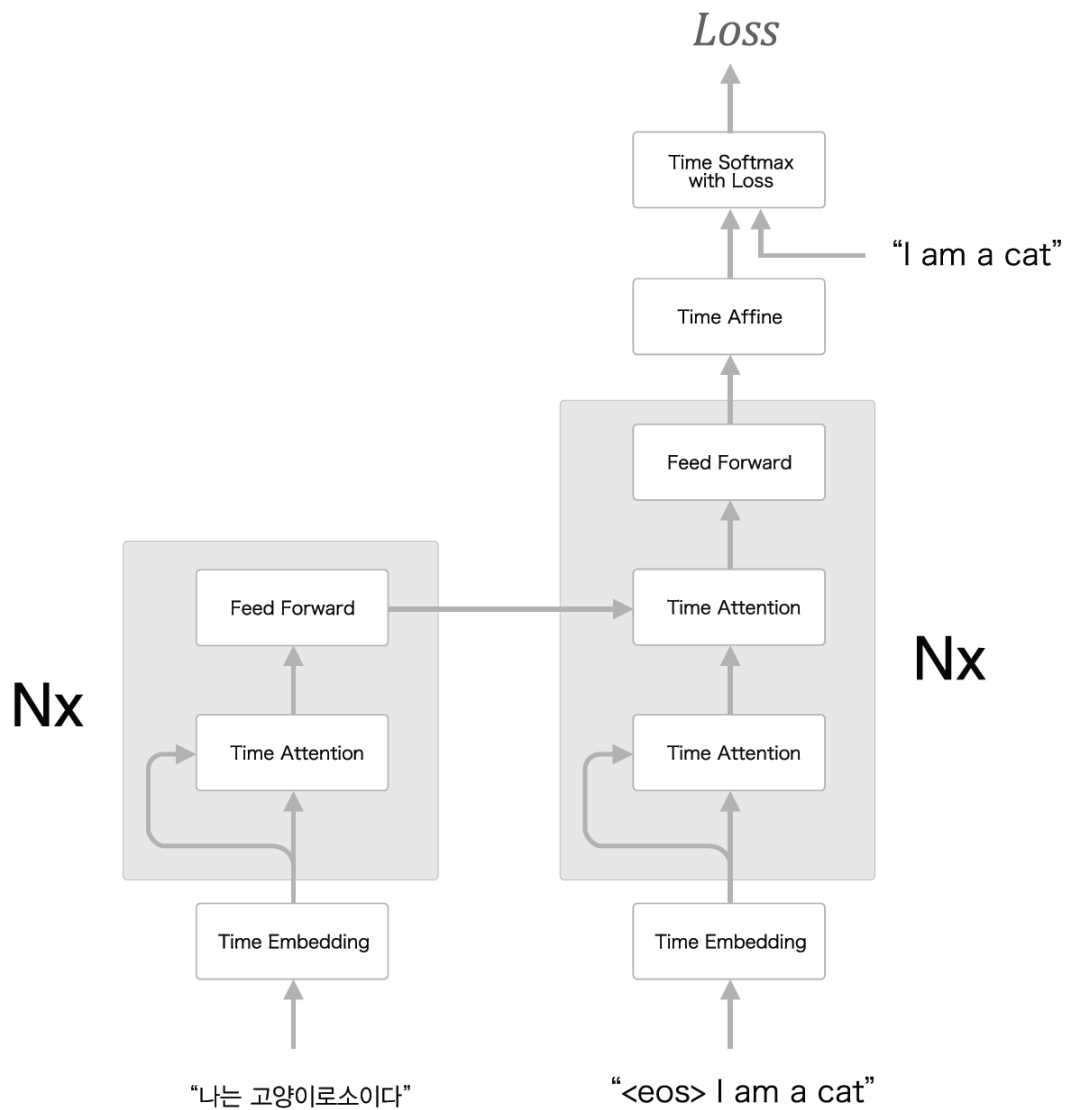 Loss
Time Softmax
with Loss
“I am a cat”
Time Affine
Feed Forward
Feed Forward
Time Attention
Nx
Nx
Time Attention
Time Attention
Time Embedding
Time Embedding
“나는 고양이로소이다”
“<eos> I am a cat”